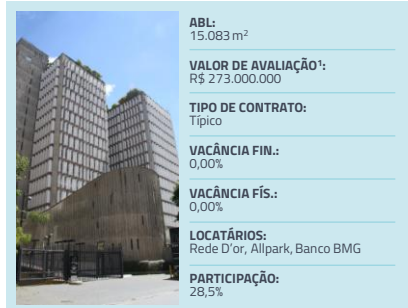 ABL:
15.083 m²
VALOR DE AVALIAÇÃO¹:
R$ 273.000.000
TIPO DE CONTRATO:
Típico
VACÂNCIA FIN.:
0,00%
VACÂNCIA FÍS.:
0,00%
LOCATÁRIOS:
Rede D'or, Allpark, Banco BMG
PARTICIPAÇÃO:
28,5%